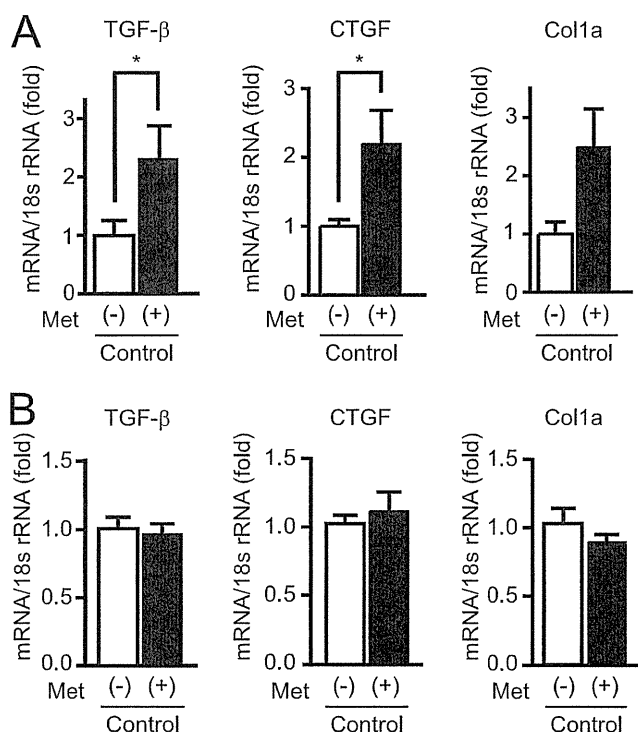 A
TGF-β
CTGF
Col1a
mRNA/18s rRNA (fold)
3
2
1
0
*
mRNA/18s rRNA (fold)
3
2
1
0
*
mRNA/18s rRNA (fold)
3
2
1
0
Met (-) (+)
Control
Met (-) (+)
Control
Met (-) (+)
Control
B
TGF-β
CTGF
Col1a
mRNA/18s rRNA (fold)
1.5
1.0
0.5
0.0
mRNA/18s rRNA (fold)
1.5
1.0
0.5
0.0
mRNA/18s rRNA (fold)
1.5
1.0
0.5
0.0
Met (-) (+)
Control
Met (-) (+)
Control
Met (-) (+)
Control